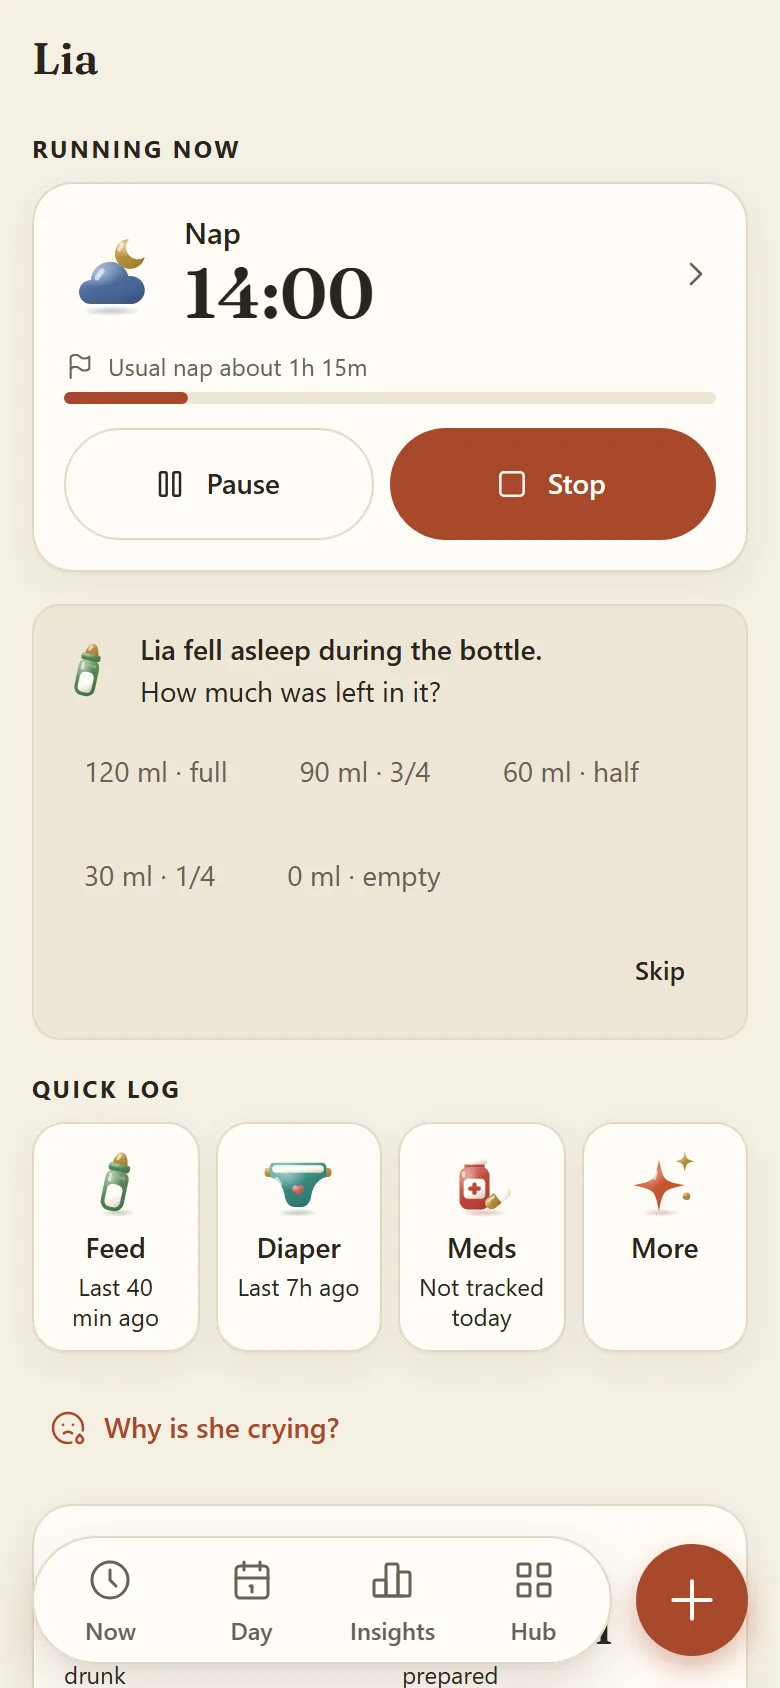 Lia
RUNNING NOW
Nap
14:00
Usual nap about 1h 15m
Pause
Stop
Lia fell asleep during the bottle.
How much was left in it?
120 ml · full
90 ml · 3/4
60 ml · half
30 ml · 1/4
0 ml · empty
Skip
QUICK LOG
Feed
Last 40
min ago
Diaper
Last 7h ago
Meds
Not tracked
today
More
Why is she crying?
Now
Day
Insights
Hub
drunk
prepared